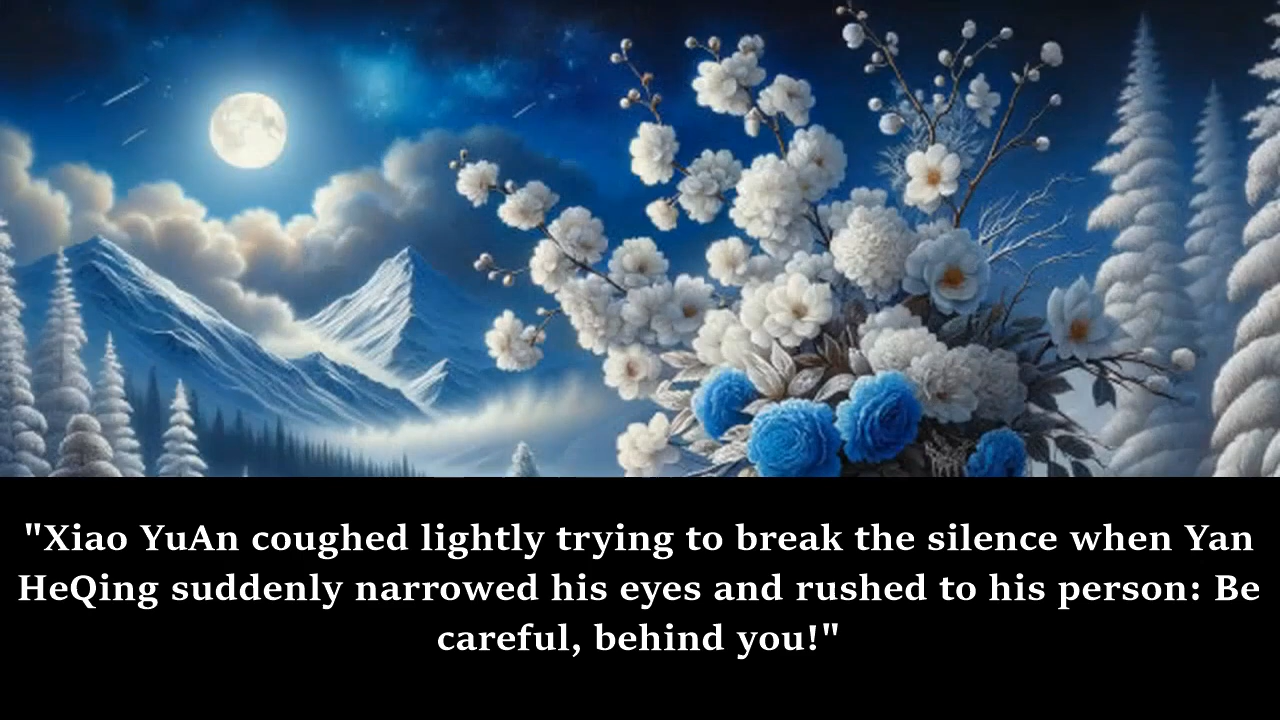 "Xiao YuAn coughed lightly trying to break the silence when Yan
HeQing suddenly narrowed his eyes and rushed to his person: Be
careful, behind you!"